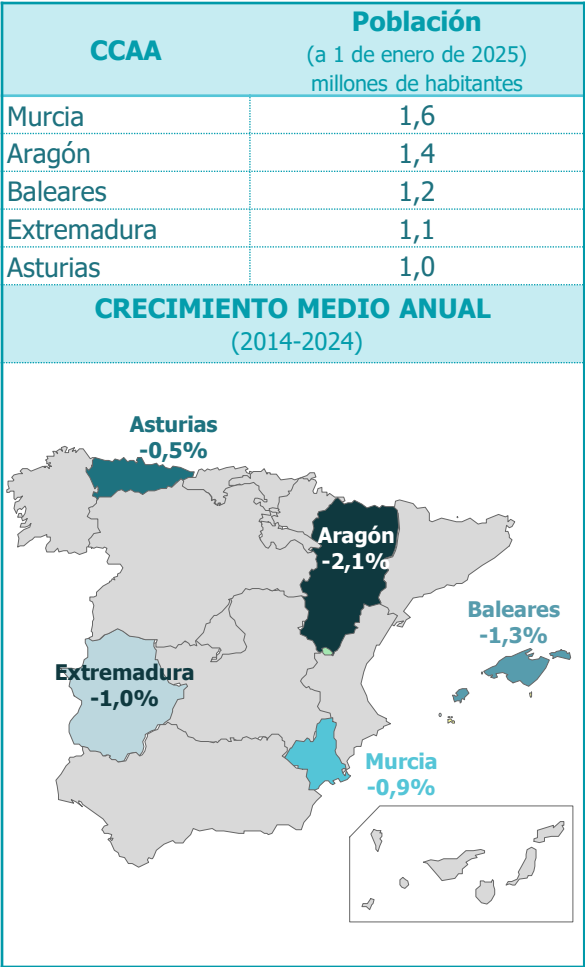 CCAA
Población
(a 1 de enero de 2025)
millones de habitantes
Murcia 1,6
Aragón 1,4
Baleares 1,2
Extremadura 1,1
Asturias 1,0
CRECIMIENTO MEDIO ANUAL
(2014-2024)
Asturias
-0,5%
Aragón
-2,1%
Baleares
-1,3%
Extremadura
-1,0%
Murcia
-0,9%